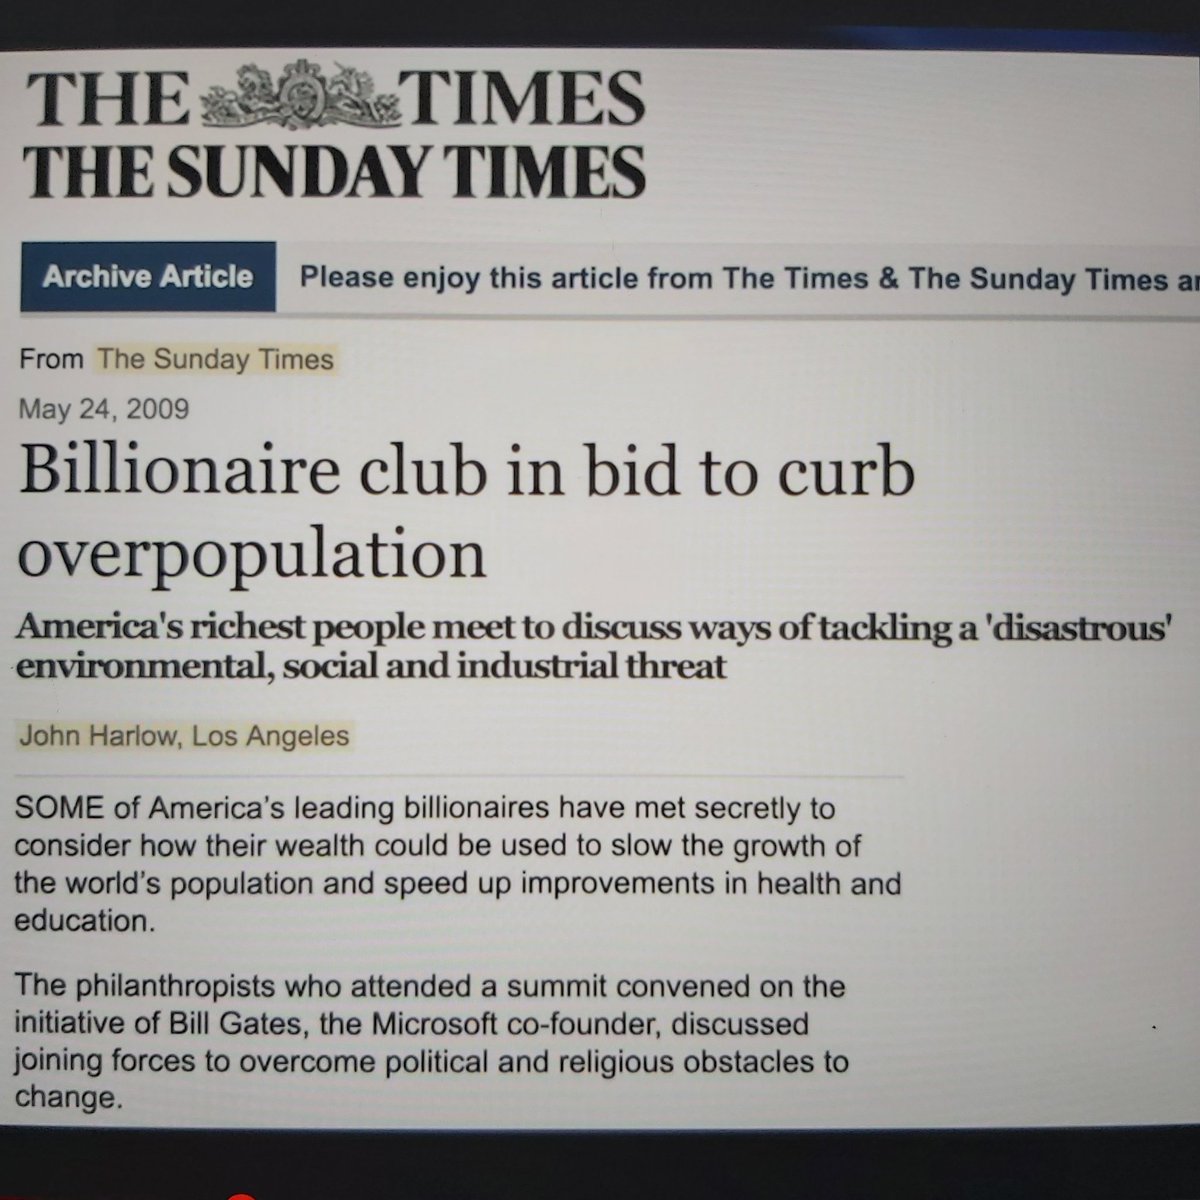 THE TIMES
THE SUNDAY TIMES
Archive Article Please enjoy this article from The Times & The Sunday Times
From The Sunday Times
May 24, 2009
Billionaire club in bid to curb
overpopulation
America's richest people meet to discuss ways of tackling a 'disastrous'
environmental, social and industrial threat
John Harlow, Los Angeles
SOME of America’s leading billionaires have met secretly to
consider how their wealth could be used to slow the growth of
the world’s population and speed up improvements in health and
education.
The philanthropists who attended a summit convened on the
initiative of Bill Gates, the Microsoft co-founder, discussed
joining forces to overcome political and religious obstacles to
change.